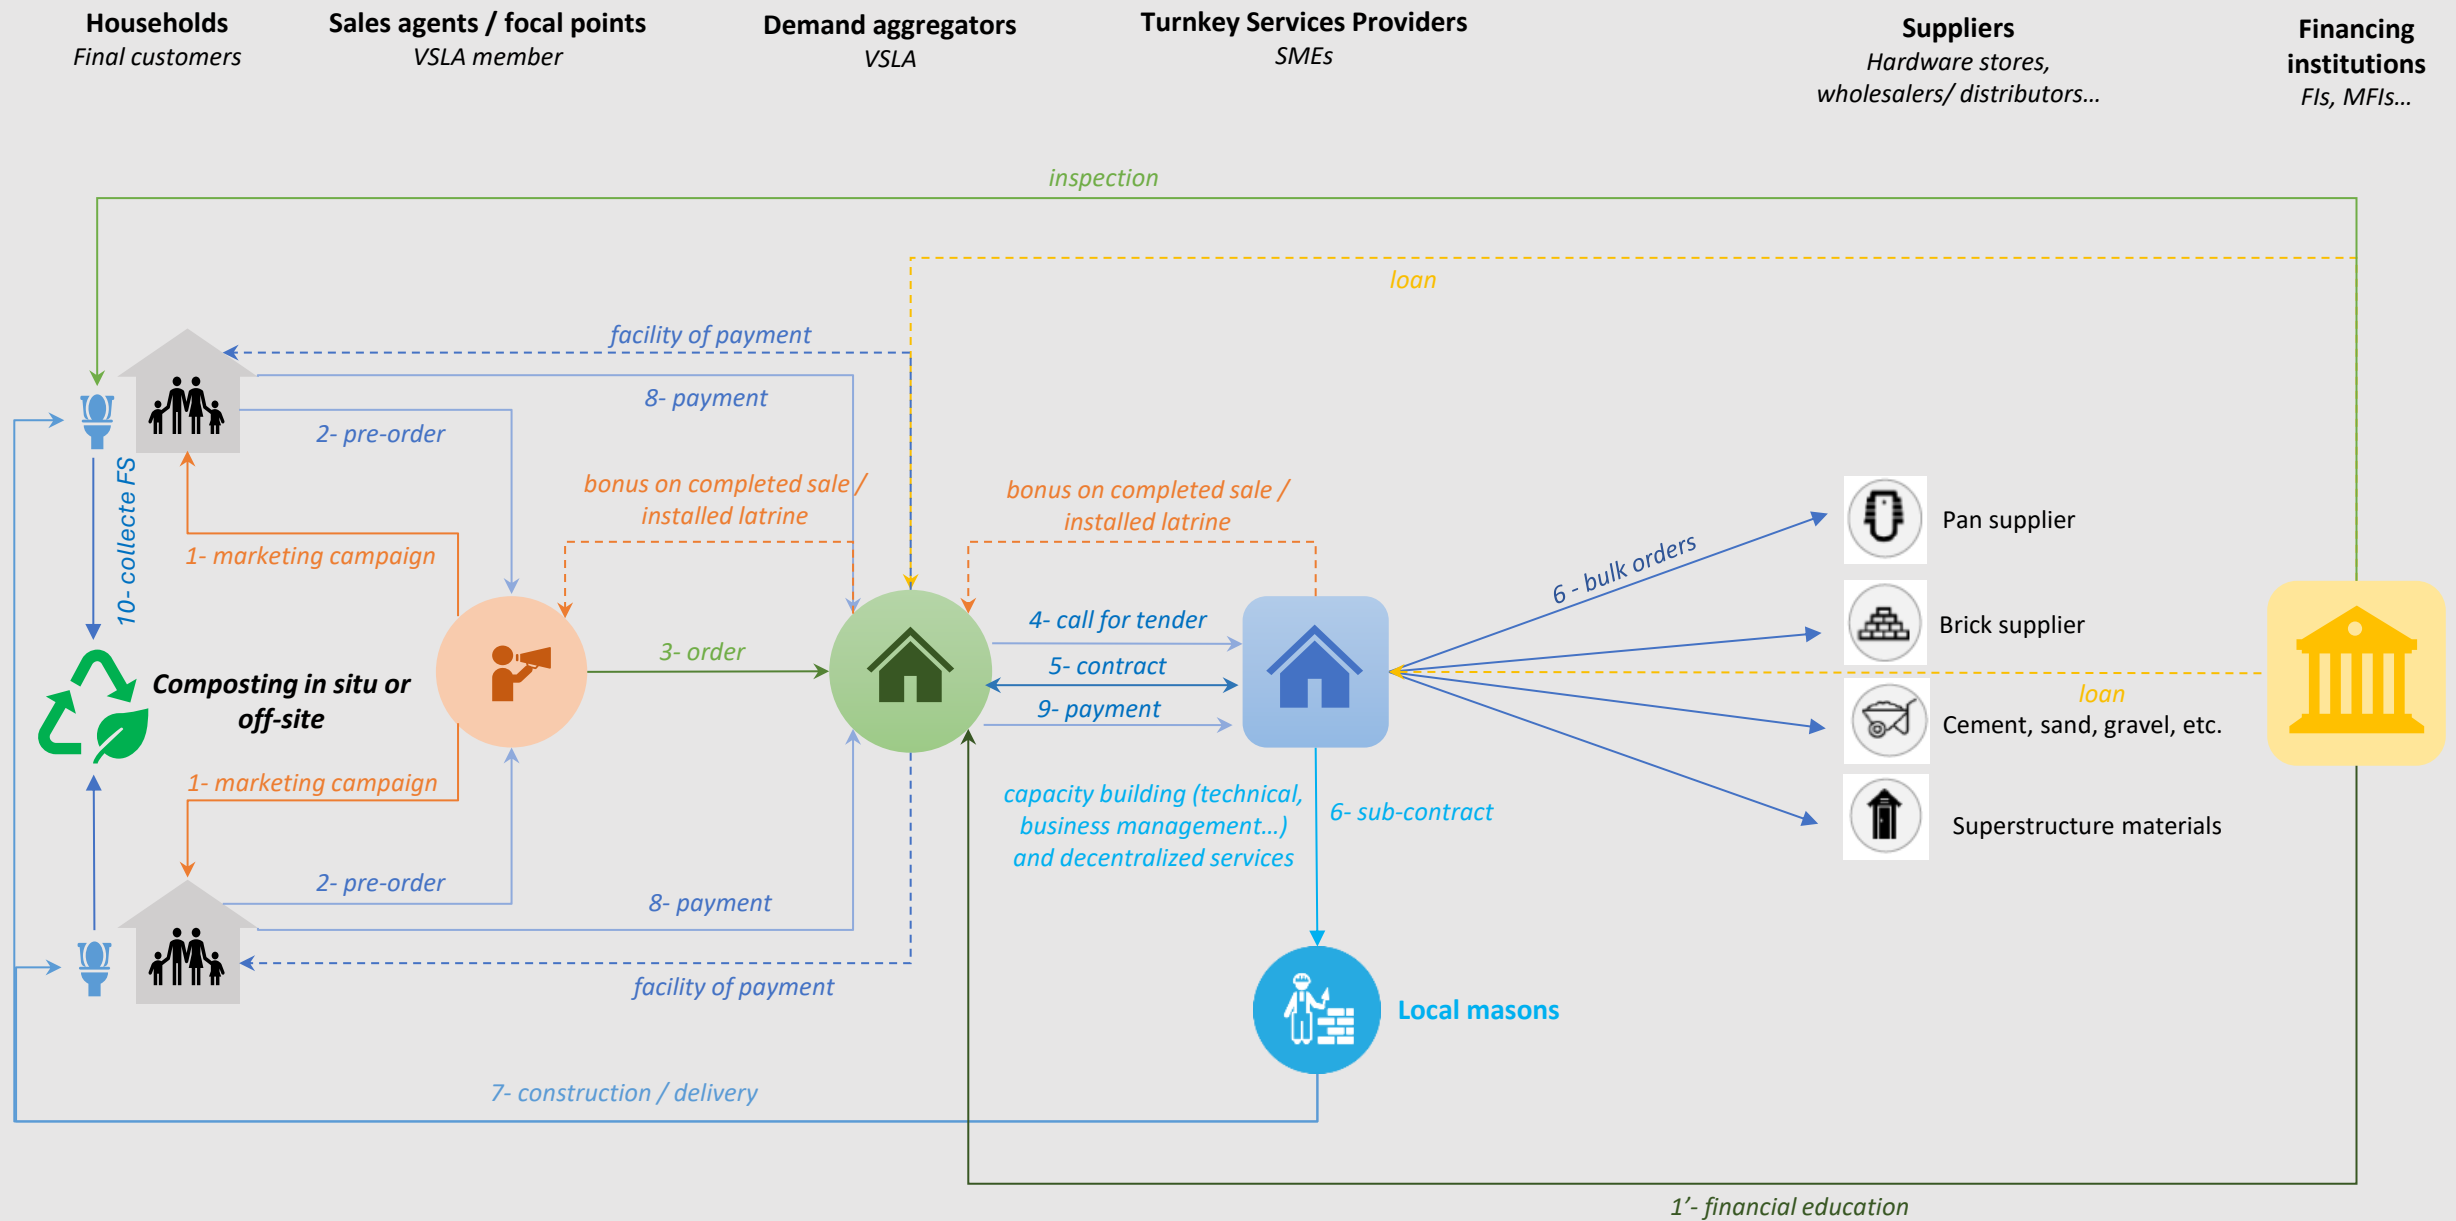 Households
Final customers
Sales agents / focal points
VSLA member
Demand aggregators
VSLA
Turnkey Services Providers
SMEs
Suppliers
Hardware stores,
wholesalers/ distributors…
Financing
institutions
FIs, MFIs…
inspection
loan
facility of payment
8- payment
2- pre-order
10- collecte FS
bonus on completed sale /
installed latrine
bonus on completed sale /
installed latrine
1- marketing campaign
6 - bulk orders
Pan supplier
Brick supplier
4- call for tender
3- order
5- contract
9- payment
Composting in situ or
off-site
loan
Cement, sand, gravel, etc.
1- marketing campaign
capacity building (technical,
business management…)
and decentralized services
6- sub-contract
Superstructure materials
2- pre-order
8- payment
facility of payment
Local masons
7- construction / delivery
1’- financial education